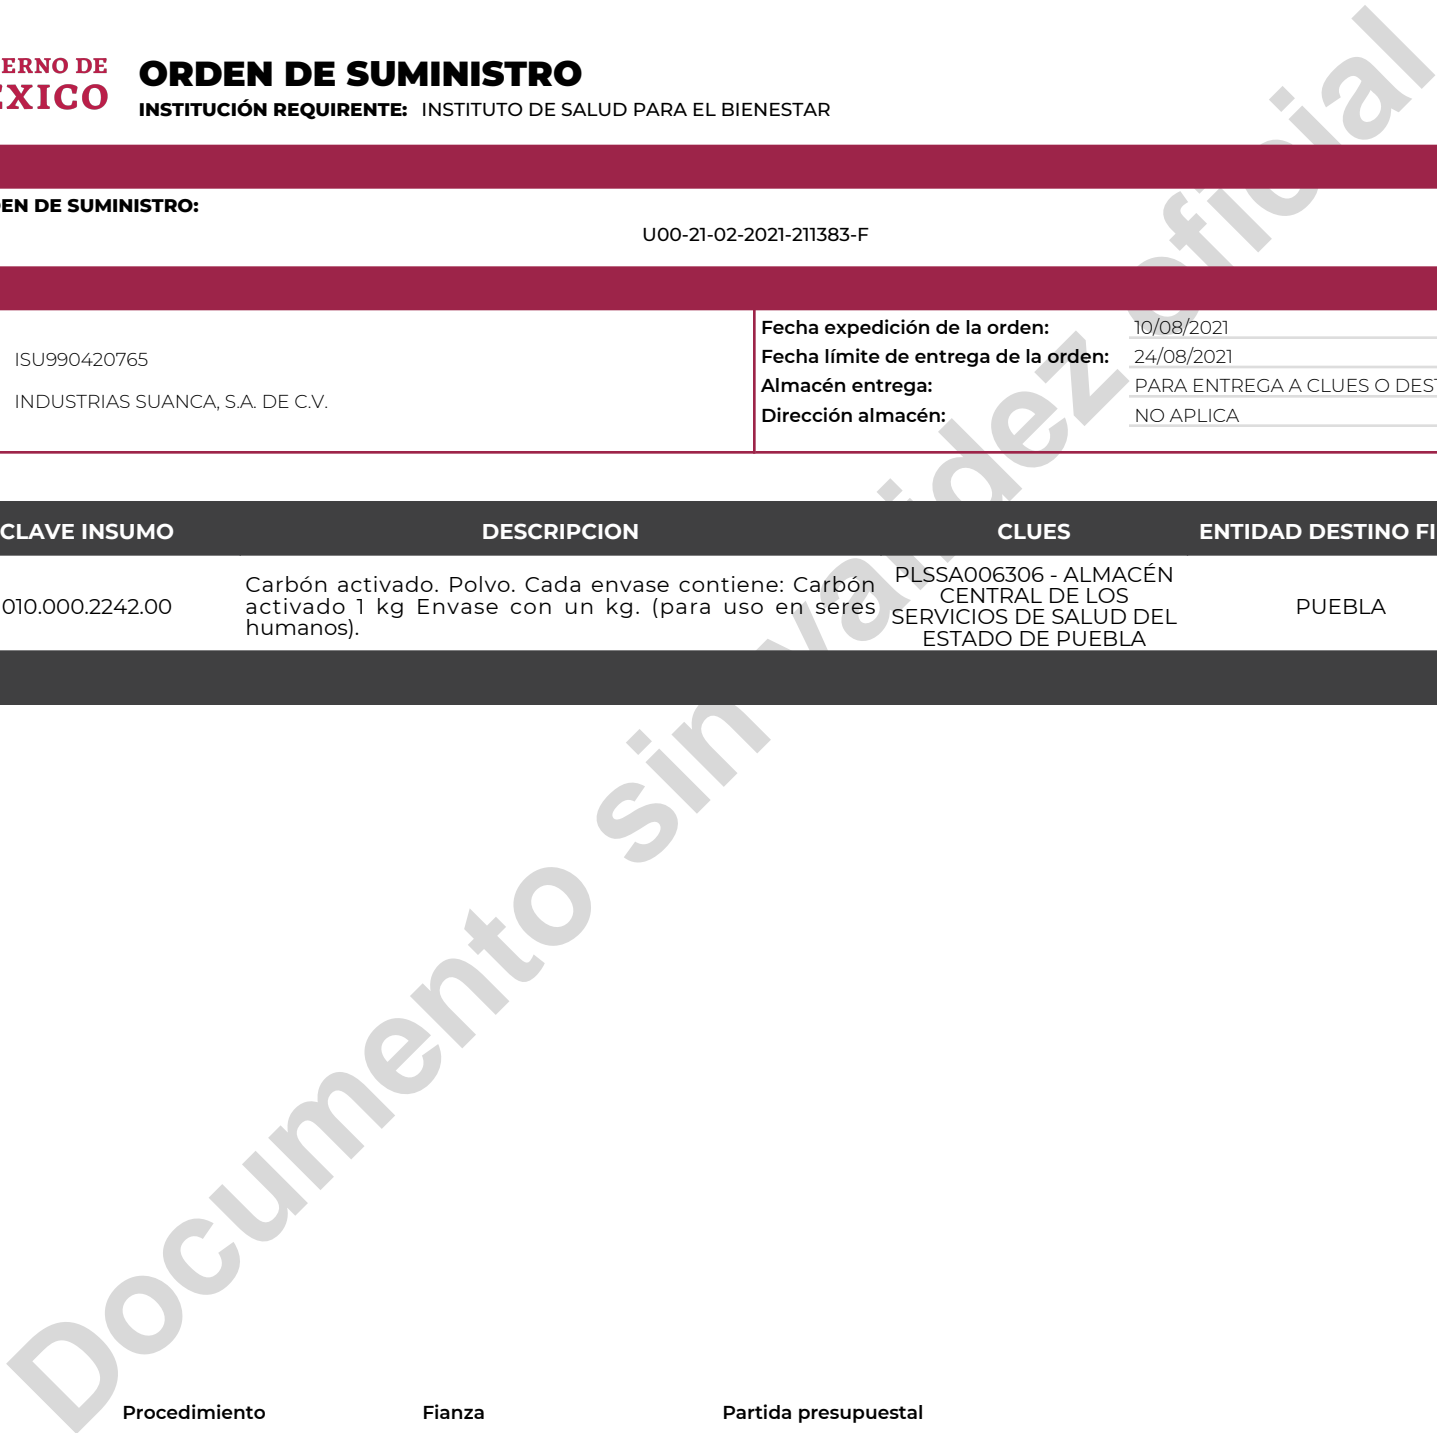 ERNO DE
EXICO
ORDEN DE SUMINISTRO
INSTITUCIÓN REQUIRENTE: INSTITUTO DE SALUD PARA EL BIENESTAR
EN DE SUMINISTRO:
U00-21-02-2021-211383-F
ISU990420765
INDUSTRIAS SUANCA, S.A. DE C.V.
Fecha expedición de la orden: 10/08/2021
Fecha límite de entrega de la orden: 24/08/2021
Almacén entrega: PARA ENTREGA A CLUES O DEST
Dirección almacén: NO APLICA
CLAVE INSUMO DESCRIPCION CLUES ENTIDAD DESTINO FI
010.000.2242.00
Carbón activado. Polvo. Cada envase contiene: Carbón
activado 1 kg Envase con un kg. (para uso en seres
humanos).
PLSSA006306 - ALMACÉN
CENTRAL DE LOS
SERVICIOS DE SALUD DEL
ESTADO DE PUEBLA
PUEBLA
Documento sin validez oficial
Procedimiento Fianza Partida presupuestal